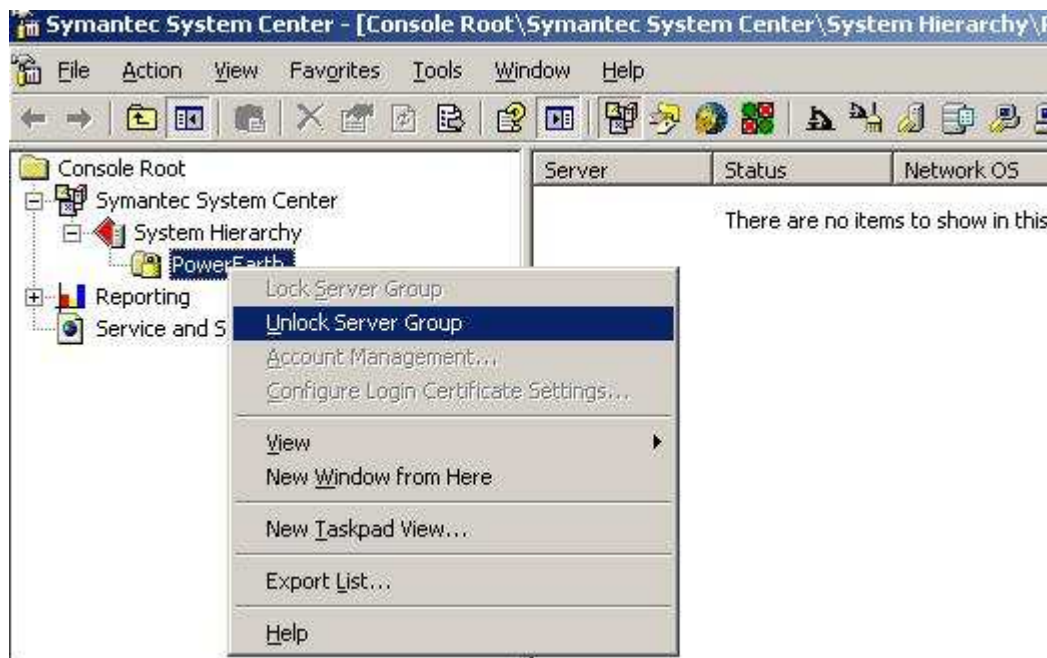 Symantec System Center - [Console Root\Symantec System Center\System Hierarchy\
File Action View Favorites Tools Window Help
Console Root
Symantec System Center
System Hierarchy
PowerEarth
Reporting
Service and S
Server Status Network OS
There are no items to show in this
Lock Server Group
Unlock Server Group
Account Management...
Configure Login Certificate Settings...
View
New Window from Here
New Taskpad View...
Export List...
Help